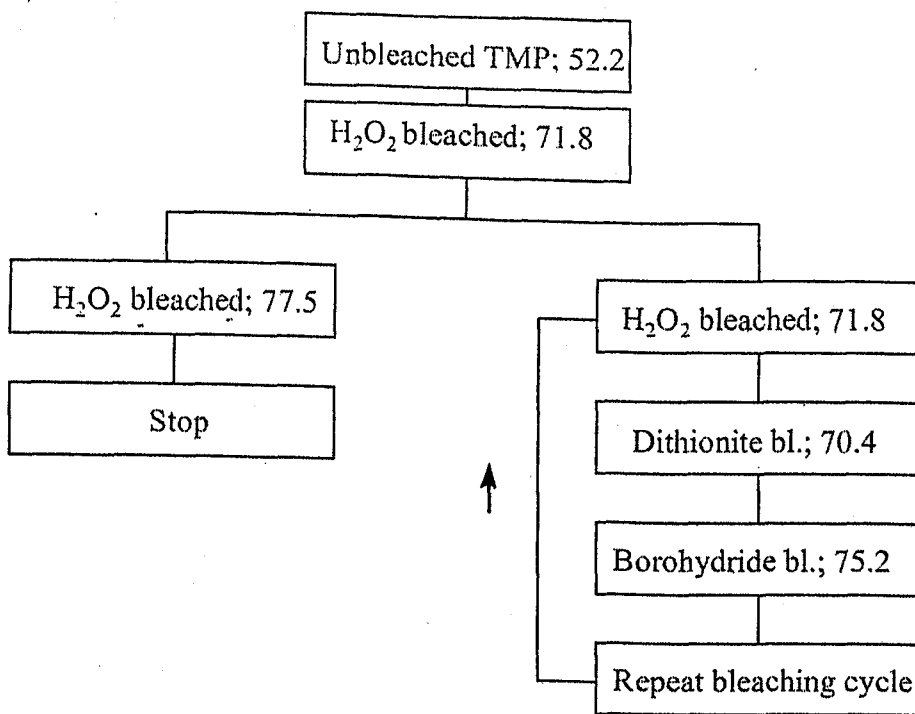 Unbleached TMP; 52.2
H₂O₂ bleached; 71.8
H₂O₂ bleached; 77.5
Stop
H₂O₂ bleached; 71.8
Dithionite bl.; 70.4
Borohydride bl.; 75.2
Repeat bleaching cycle